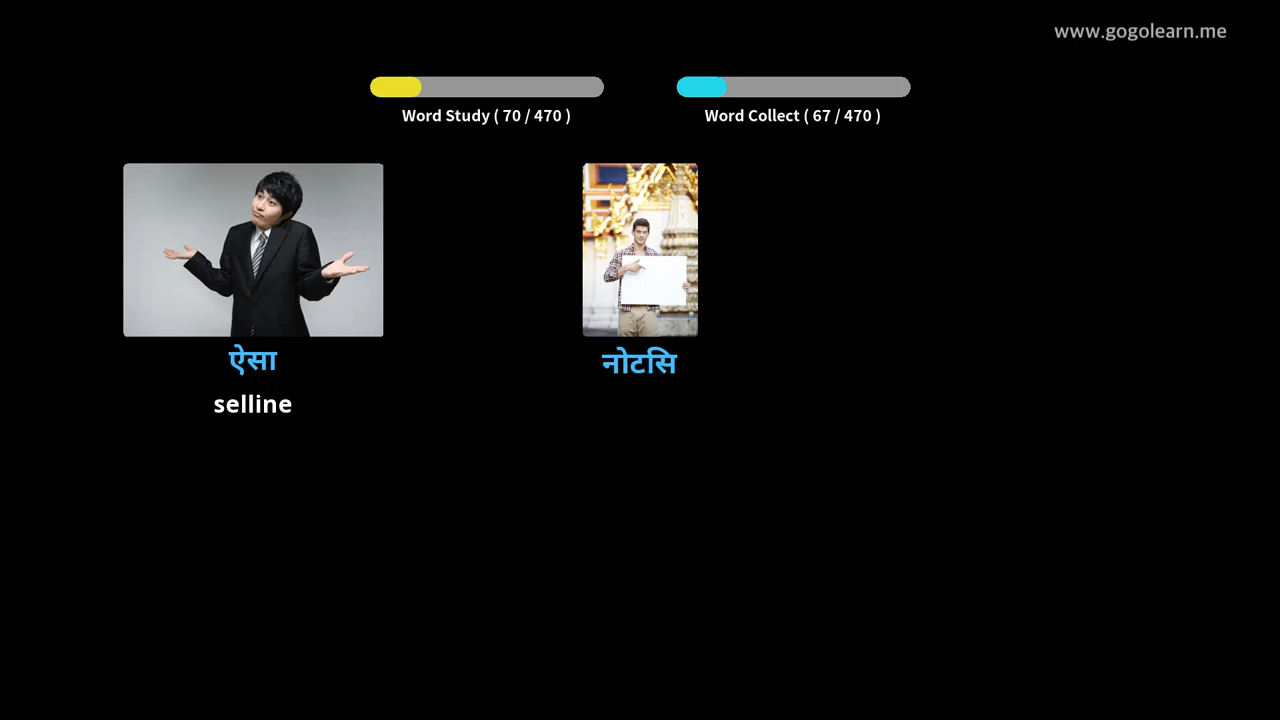 www.gogolearn.me
Word Study ( 70 / 470 )
Word Collect ( 67 / 470 )
ऐसा
नोटसि
selline